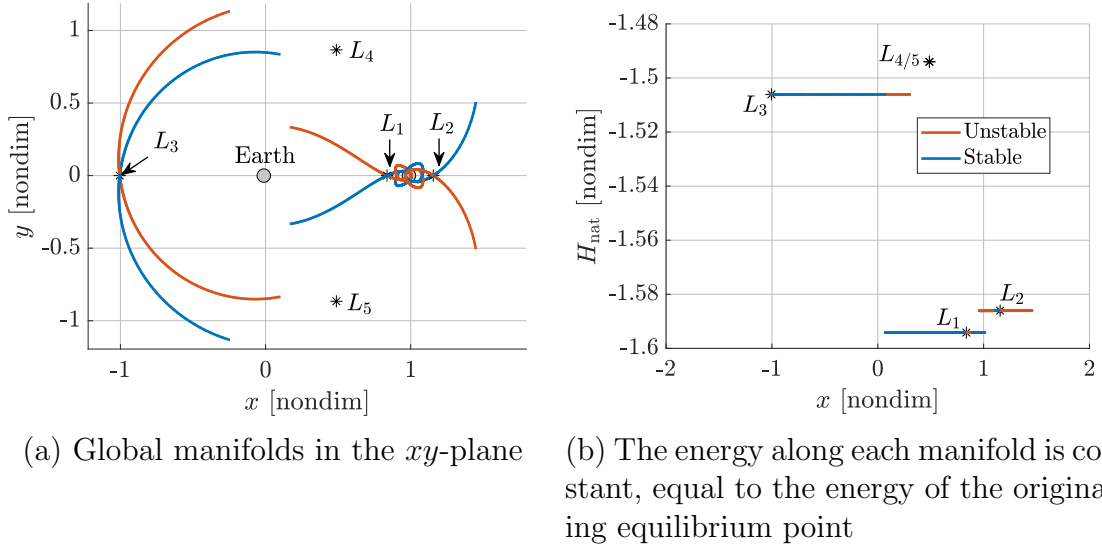 1
0.5
0
-0.5
-1
y [nondim]
-1
0
1
x [nondim]
L4
L3
Earth
L1
L2
L5
-1.48
-1.5
-1.52
-1.54
-1.56
-1.58
-1.6
Hnat [nondim]
-2
-1
0
1
2
x [nondim]
L4/5
L3
Unstable
Stable
L2
L1
(a) Global manifolds in the xy-plane
(b) The energy along each manifold is co
stant, equal to the energy of the origina
ing equilibrium point